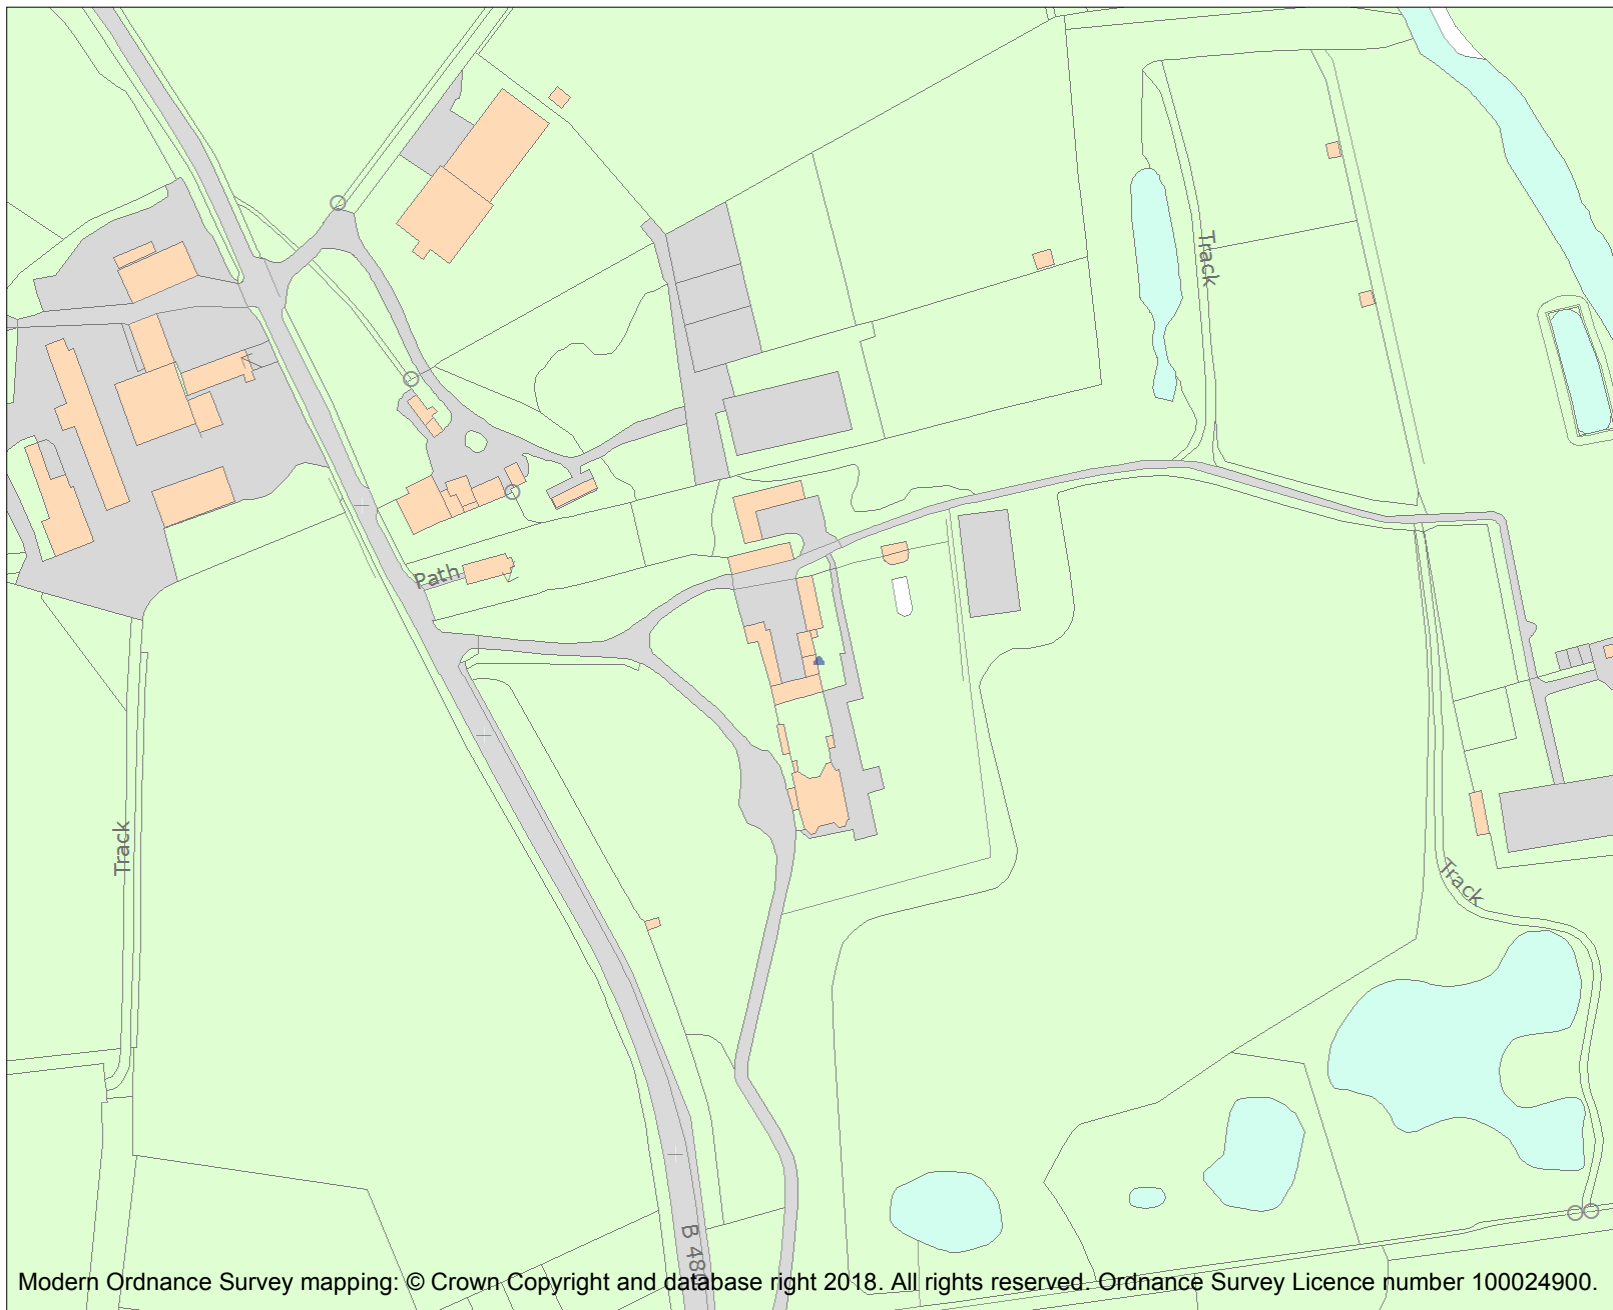 Track
Path
Track
Track
B 48
Modern Ordnance Survey mapping: © Crown Copyright and database right 2018. All rights reserved. Ordnance Survey Licence number 100024900.